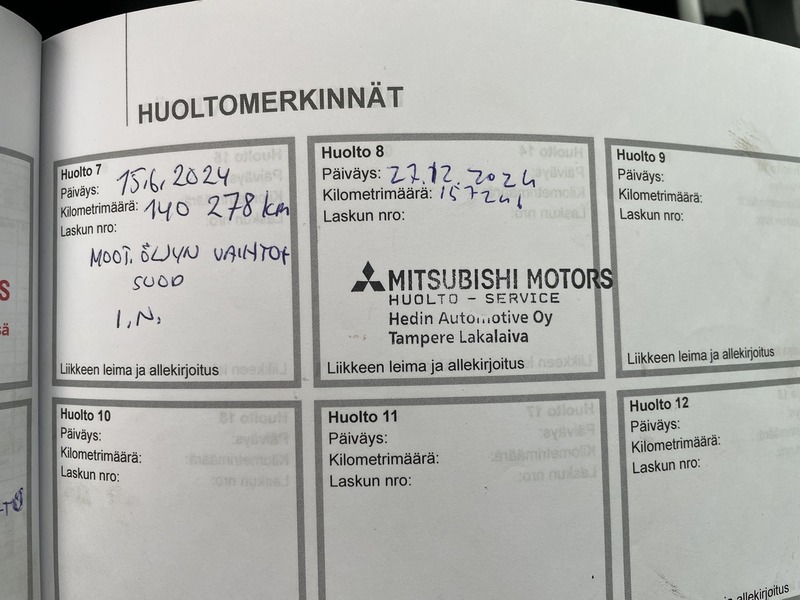 HUOLTOMERKINNÄT
Huolto 7
Päiväys: 15.6.2024
Kilometrimäärä: 140 278 km
Laskun nro:
MOOT. ÖLJYN VAIHTO+
SUOD
I.N.
Liikkeen leima ja allekirjoitus
Huolto 8
Päiväys: 27.12.2024
Kilometrimäärä:
Laskun nro:
MITSUBISHI MOTORS
HUOLTO - SERVICE
Hedin Automotive Oy
Tampere Lakalaiva
Liikkeen leima ja allekirjoitus
Huolto 9
Päiväys:
Kilometrimäärä:
Laskun nro:
Liikkeen leima ja allekirjoitus
Huolto 10
Päiväys:
Kilometrimäärä:
Laskun nro:
Huolto 11
Päiväys:
Kilometrimäärä:
Laskun nro:
Huolto 12
Päiväys:
Kilometrimäärä:
Laskun nro:
allekirjoitus